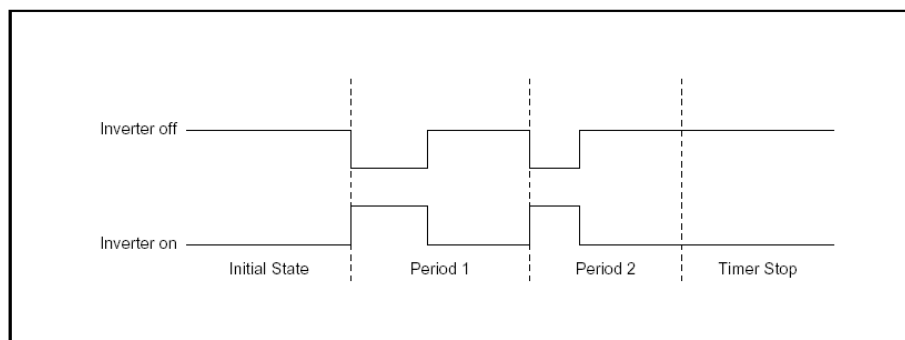 Inverter off
Inverter on
Initial State Period 1 Period 2 Timer Stop